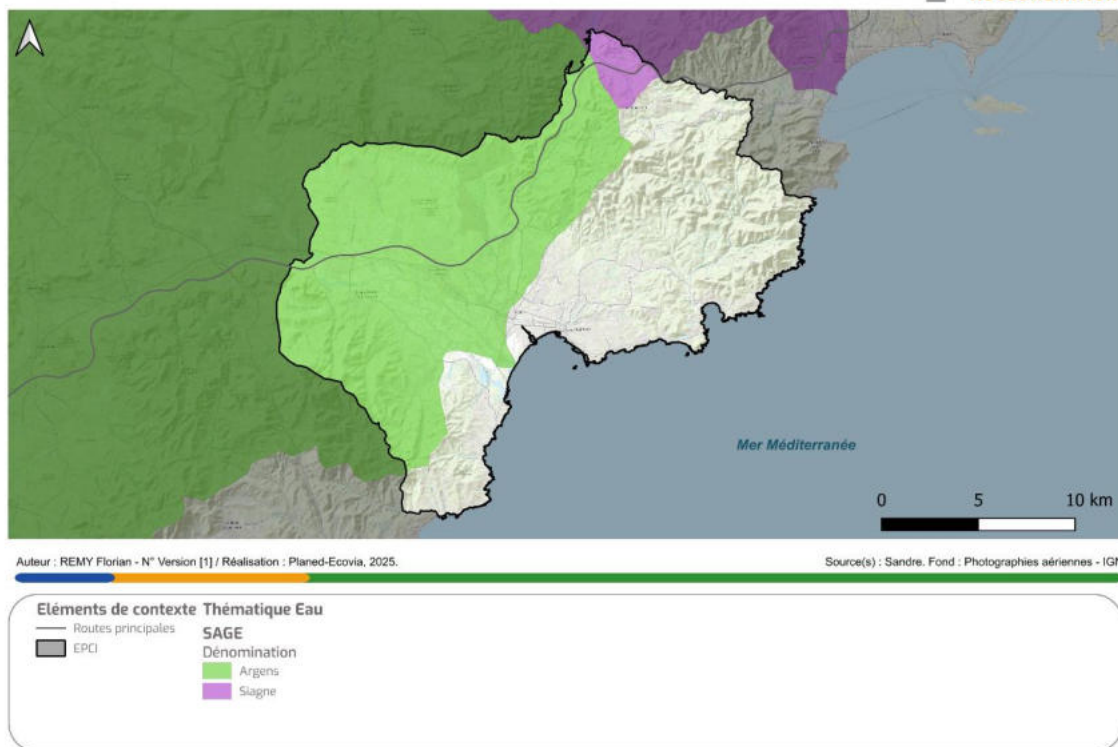 Mer Méditerranée
0 5 10 km
Auteur : REMY Florian - N° Version [1] / Réalisation : Planed-Ecovia, 2025.
Source(s) : Sandre. Fond : Photographies aériennes - IGN
Eléments de contexte
Routes principales
EPCI
Thématique Eau
SAGE
Dénomination
Argens
Siagne